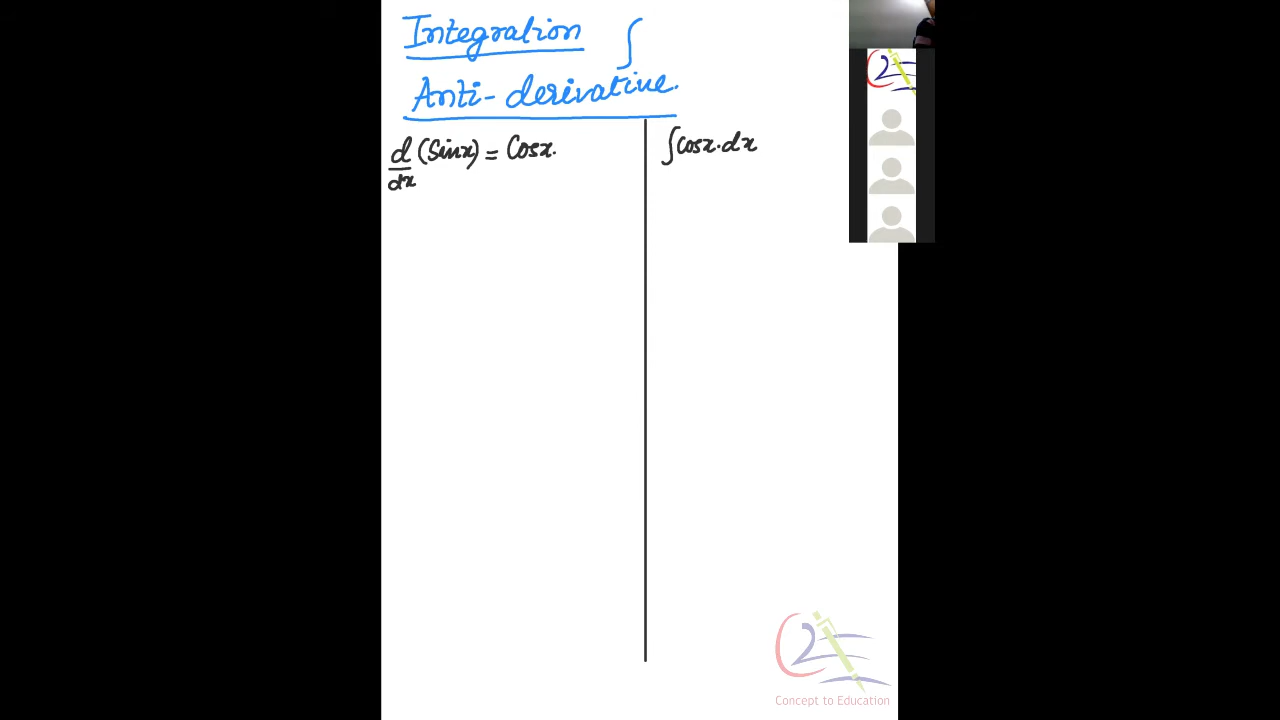 Integration ∫
Anti-derivative.
d/dx (Sinx) = Cosx.
∫Cosx.dx
Concept to Education